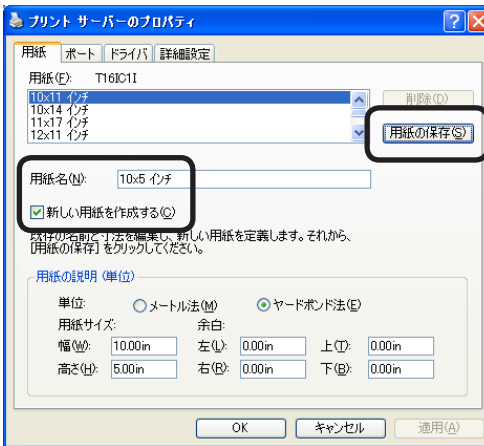 プリント サーバーのプロパティ
用紙 ポート ドライバ 詳細設定
用紙(F): T16IC1I
10x11 インチ
10x14 インチ
11x17 インチ
12x11 インチ
削除(D)
用紙の保存(S)
用紙名(N): 10x5 インチ
新しい用紙を作成する(C)
既存の名前と寸法を編集し、新しい用紙を定義します。それから、
[用紙の保存] をクリックしてください。
用紙の説明 (単位)
単位: メートル法(M) ヤードポンド法(E)
用紙サイズ: 余白:
幅(W): 10.00in 左(L): 0.00in 上(T): 0.00in
高さ(H): 5.00in 右(R): 0.00in 下(B): 0.00in
OK キャンセル 適用(A)